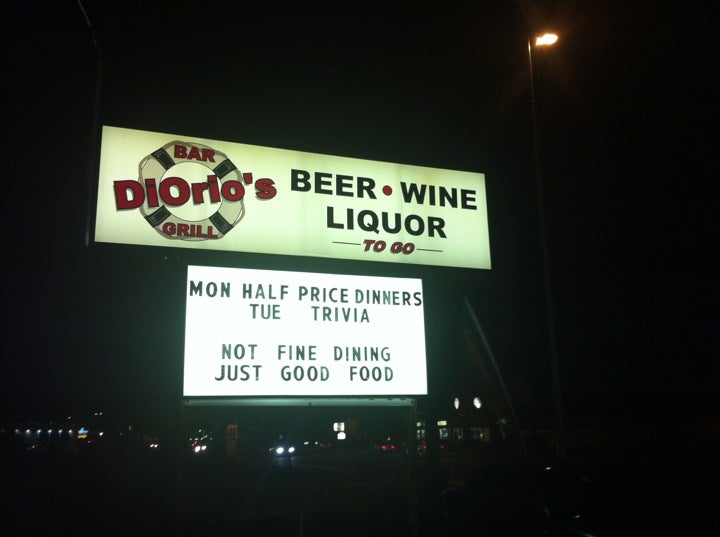 BAR
DiOrio's
GRILL
BEER • WINE
LIQUOR
TO GO
MON HALF PRICE DINNERS
TUE TRIVIA
NOT FINE DINING
JUST GOOD FOOD